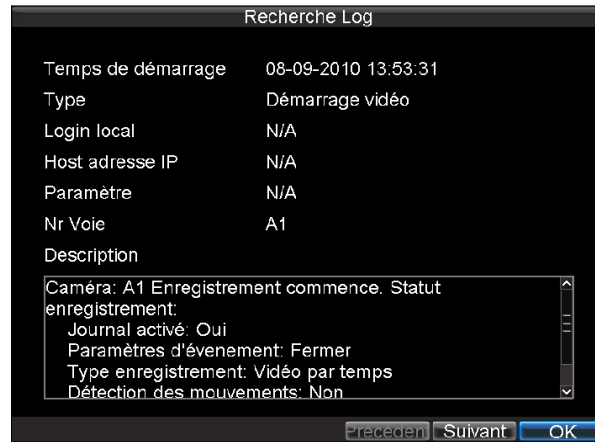 Recherche Log
Temps de démarrage 08-09-2010 13:53:31
Type Démarrage vidéo
Login local N/A
Host adresse IP N/A
Paramètre N/A
Nr Voie A1
Description
Caméra: A1 Enregistrement commence. Statut
enregistrement:
Journal activé: Oui
Paramètres d'évenement: Fermer
Type enregistrement: Vidéo par temps
Détection des mouvements: Non
Précédent Suivant OK